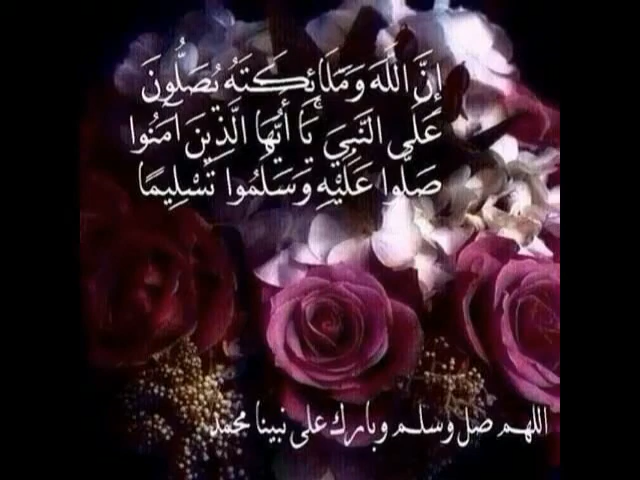 إِنَّ اللَّهَ وَمَلَائِكَتَهُ يُصَلُّونَ
عَلَى النَّبِيِّ يَا أَيُّهَا الَّذِينَ آمَنُوا
صَلُّوا عَلَيْهِ وَسَلِّمُوا تَسْلِيمًا
اللهم صل وسلم وبارك على نبينا محمد